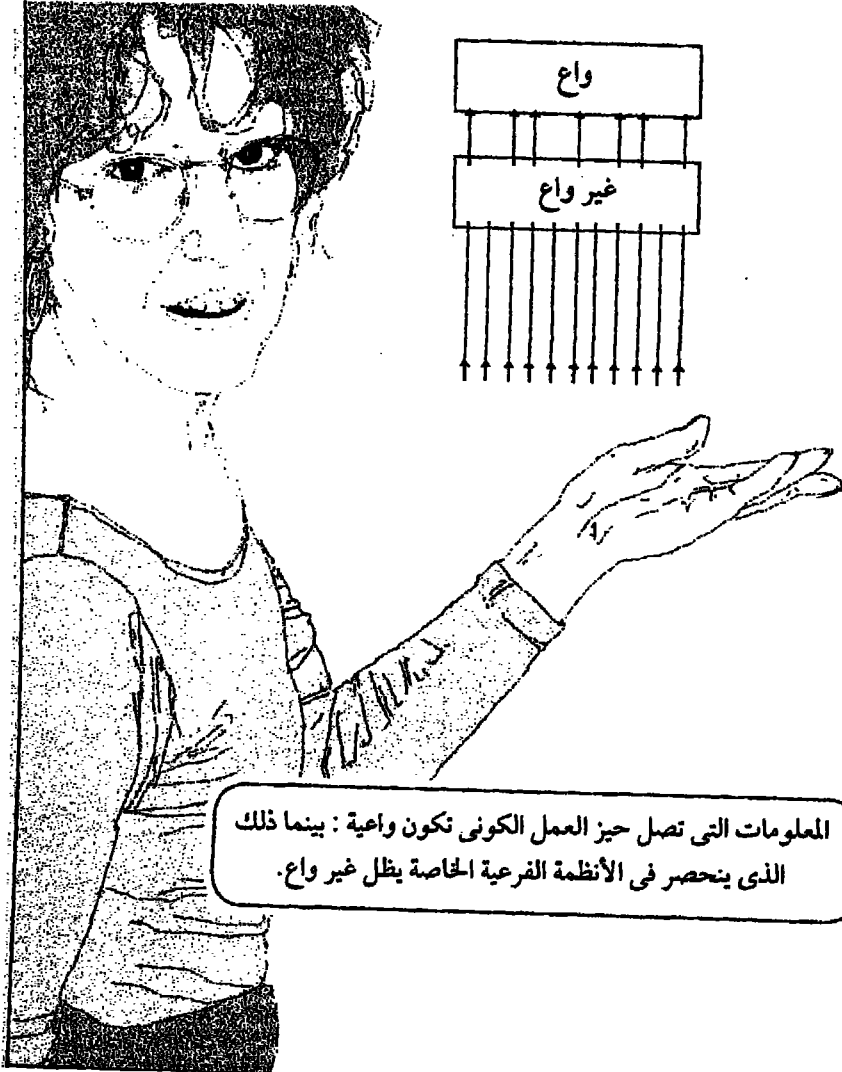 واع
غير واع
المعلومات التى تصل حيز العمل الكونى تكون واعية : بينما ذلك
الذى ينحصر فى الأنظمة الفرعية الخاصة يظل غير واع.